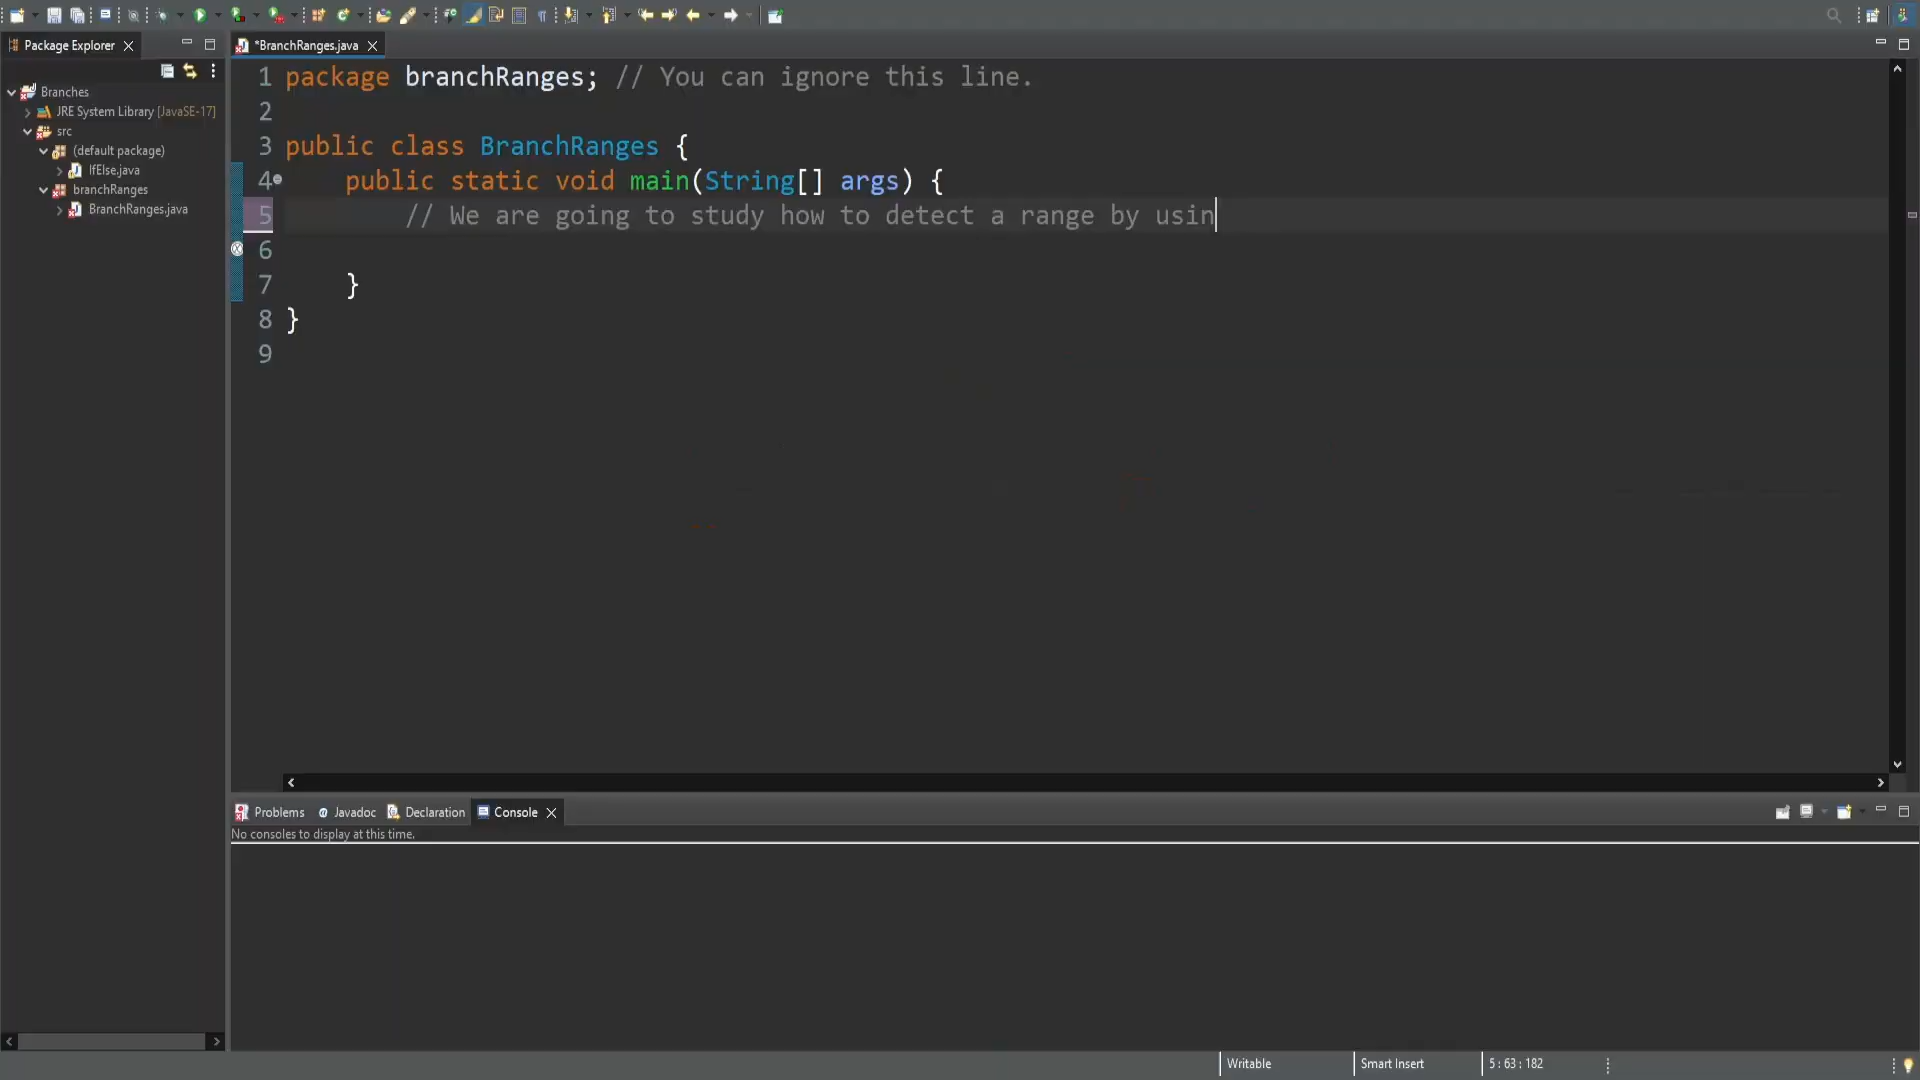 Package Explorer
*BranchRanges.java
Branches
JRE System Library [JavaSE-17]
src
(default package)
IfElse.java
branchRanges
BranchRanges.java
1 package branchRanges; // You can ignore this line.
2
3 public class BranchRanges {
4 public static void main(String[] args) {
5 // We are going to study how to detect a range by usin
6
7 }
8 }
9
Problems
Javadoc
Declaration
Console
No consoles to display at this time.
Writable
Smart Insert
5 : 63 : 182